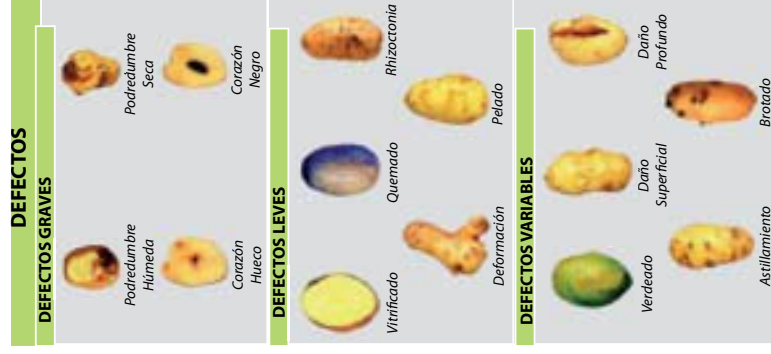 DEFECTOS
DEFECTOS GRAVES
Podredumbre
Húmeda
Podredumbre
Seca
Corazón
Hueco
Corazón
Negro
DEFECTOS LEVES
Vitrificado
Quemado
Rhizocconia
Deformación
Pelado
DEFECTOS VARIABLES
Verdeado
Daño
Superficial
Daño
Profundo
Astillamiento
Brotado